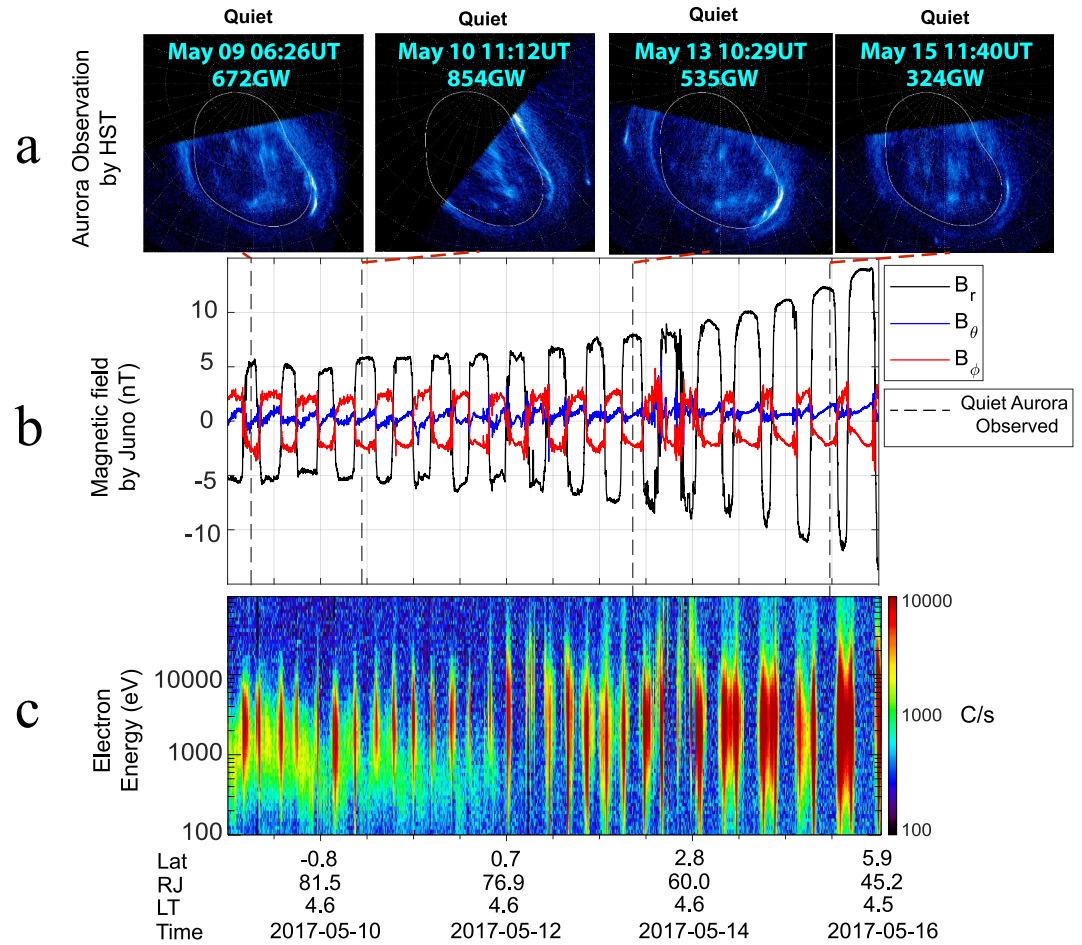 Quiet
Quiet
Quiet
Quiet
May 09 06:26UT
672GW
May 10 11:12UT
854GW
May 13 10:29UT
535GW
May 15 11:40UT
324GW
a
Aurora Observation
by HST
b
Magnetic field
by Juno (nT)
10
5
0
-5
-10
B_r
B_θ
B_ϕ
Quiet Aurora
Observed
c
Electron
Energy (eV)
10000
1000
100
10000
1000
100
C/s
Lat -0.8 0.7 2.8 5.9
RJ 81.5 76.9 60.0 45.2
LT 4.6 4.6 4.6 4.5
Time 2017-05-10 2017-05-12 2017-05-14 2017-05-16